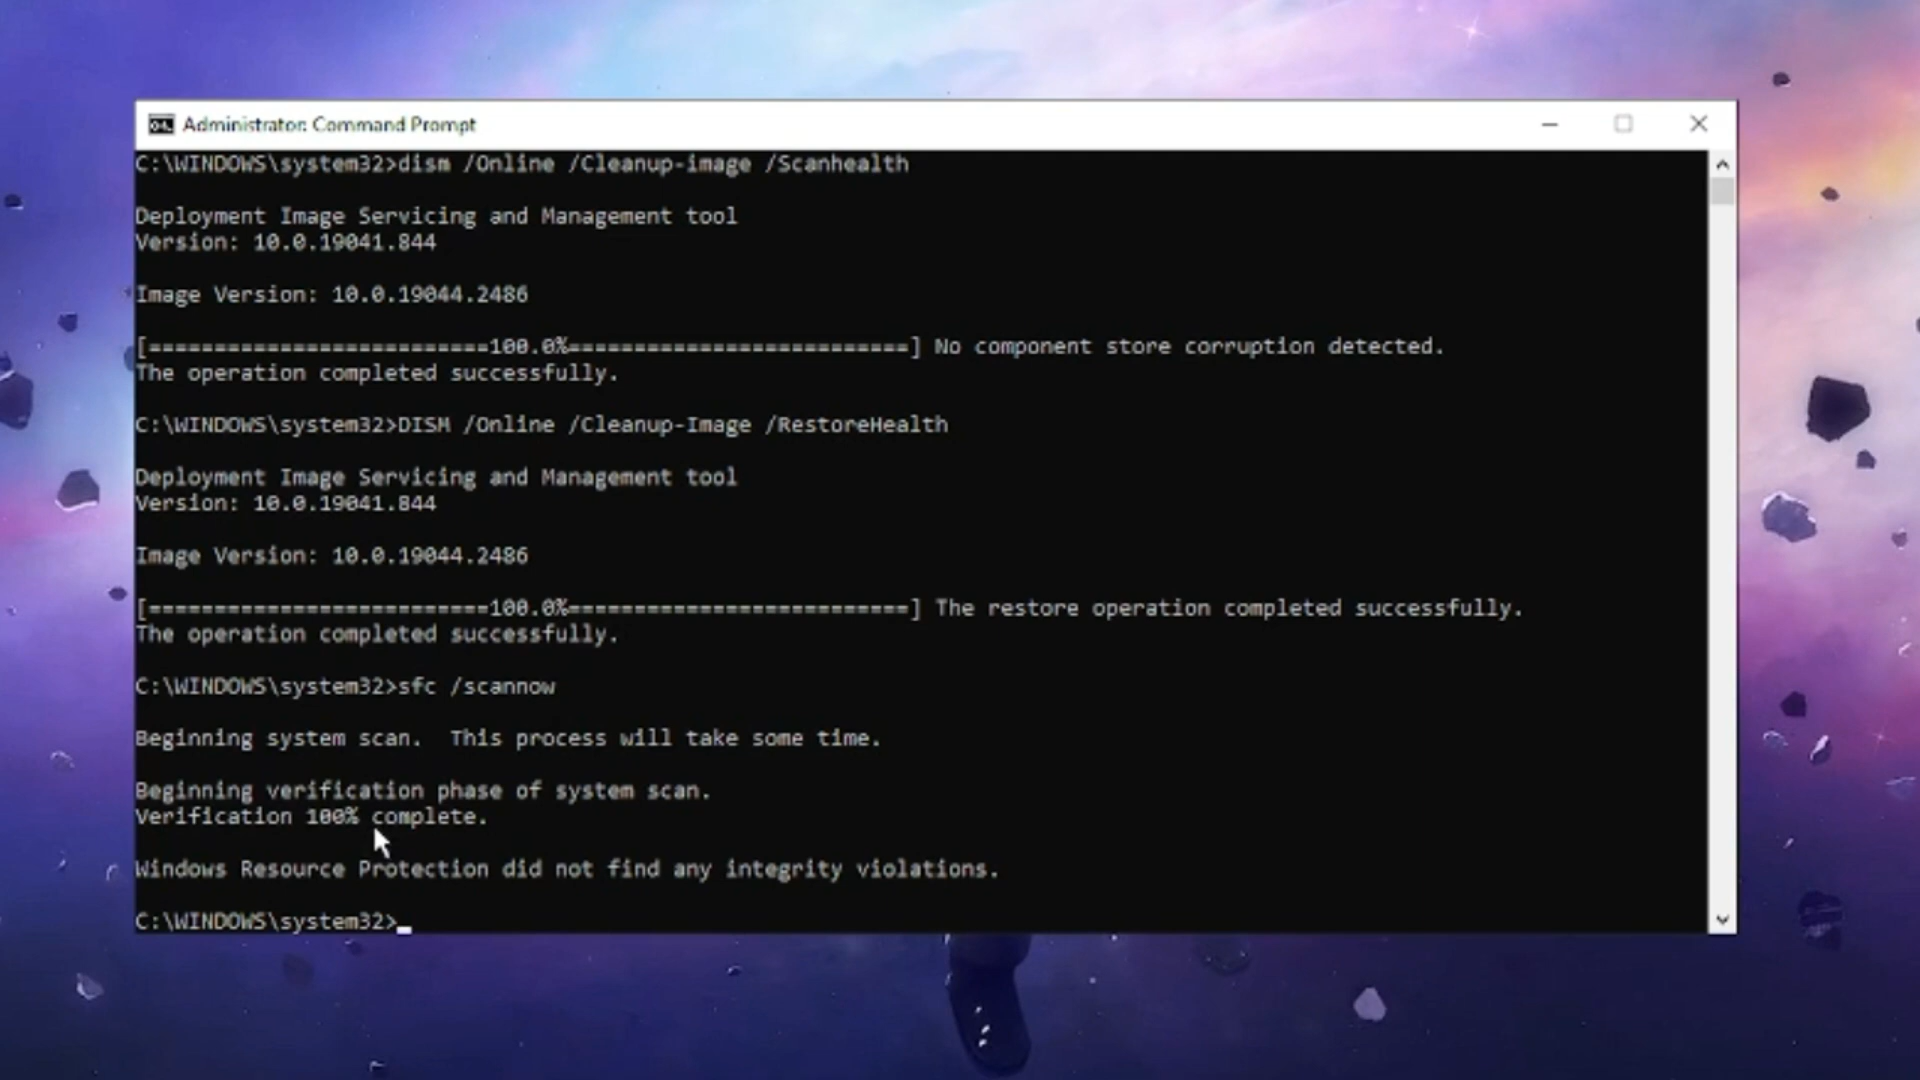 Administrator: Command Prompt
C:\WINDOWS\system32>dism /Online /Cleanup-image /Scanhealth
Deployment Image Servicing and Management tool
Version: 10.0.19041.844
Image Version: 10.0.19044.2486
[==========================100.0%==========================] No component store corruption detected.
The operation completed successfully.
C:\WINDOWS\system32>DISM /Online /Cleanup-Image /RestoreHealth
Deployment Image Servicing and Management tool
Version: 10.0.19041.844
Image Version: 10.0.19044.2486
[==========================100.0%==========================] The restore operation completed successfully.
The operation completed successfully.
C:\WINDOWS\system32>sfc /scannow
Beginning system scan.  This process will take some time.
Beginning verification phase of system scan.
Verification 100% complete.
Windows Resource Protection did not find any integrity violations.
C:\WINDOWS\system32>